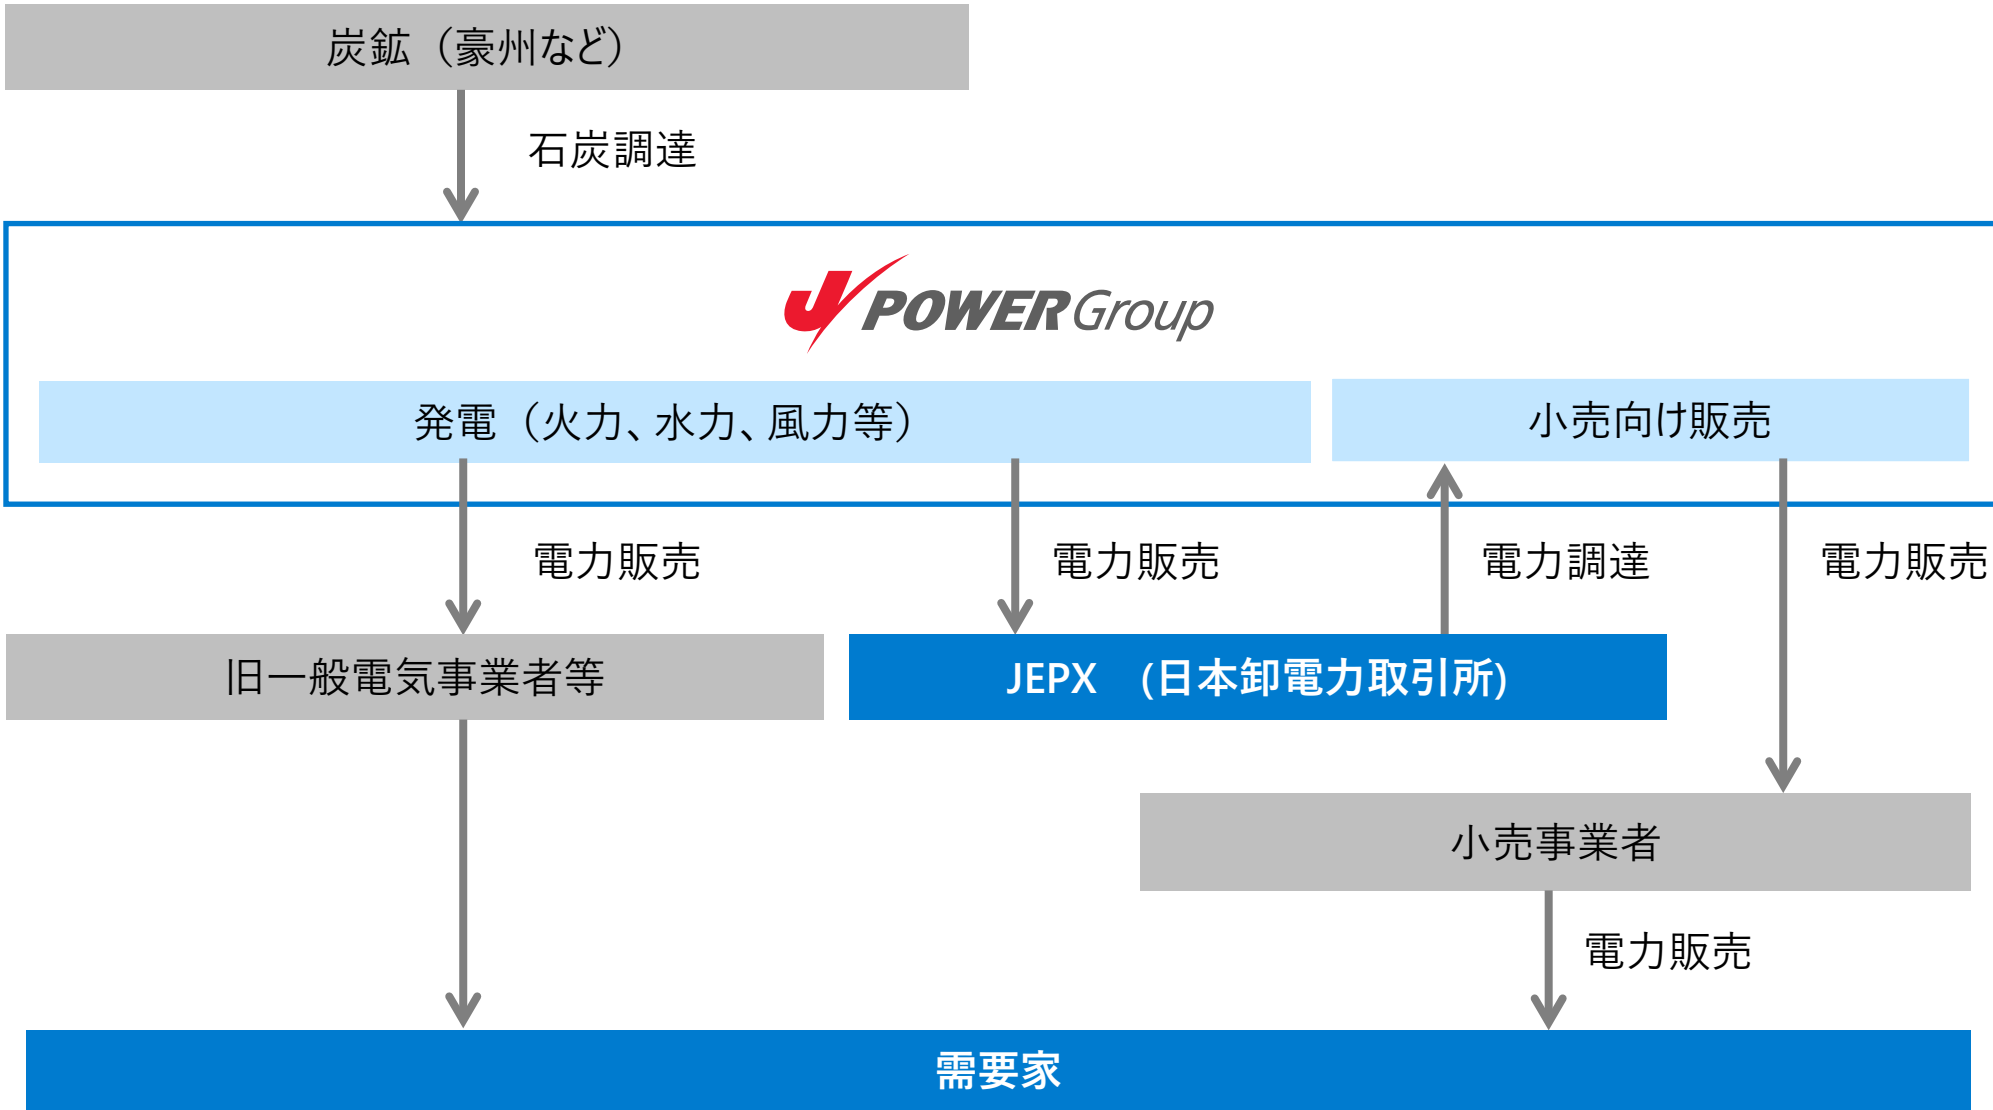 炭鉱（豪州など）
石炭調達
J POWER Group
発電（火力、水力、風力等）
小売向け販売
電力販売
電力販売
電力調達
電力販売
旧一般電気事業者等
JEPX　(日本卸電力取引所)
小売事業者
電力販売
需要家